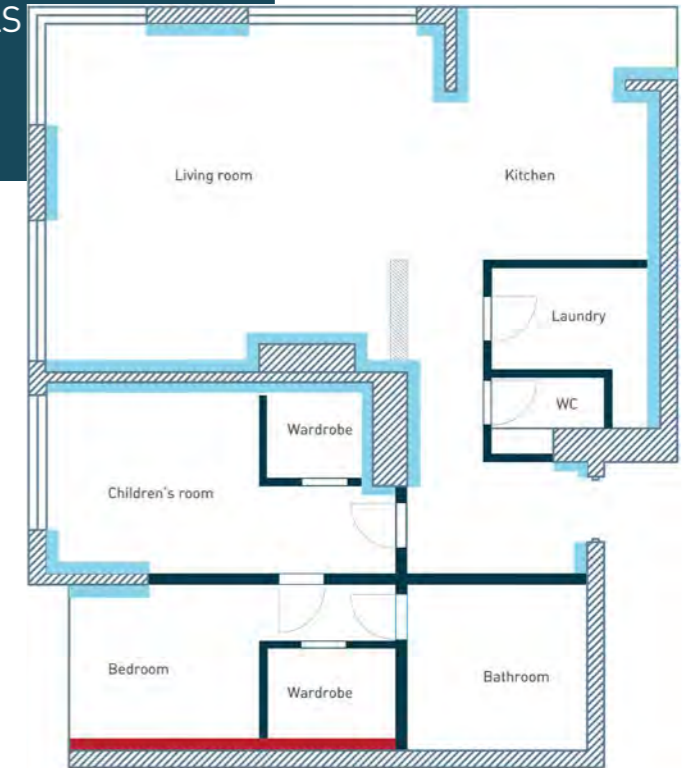 Living room
Kitchen
Laundry
WC
Wardrobe
Children's room
Bedroom
Wardrobe
Bathroom